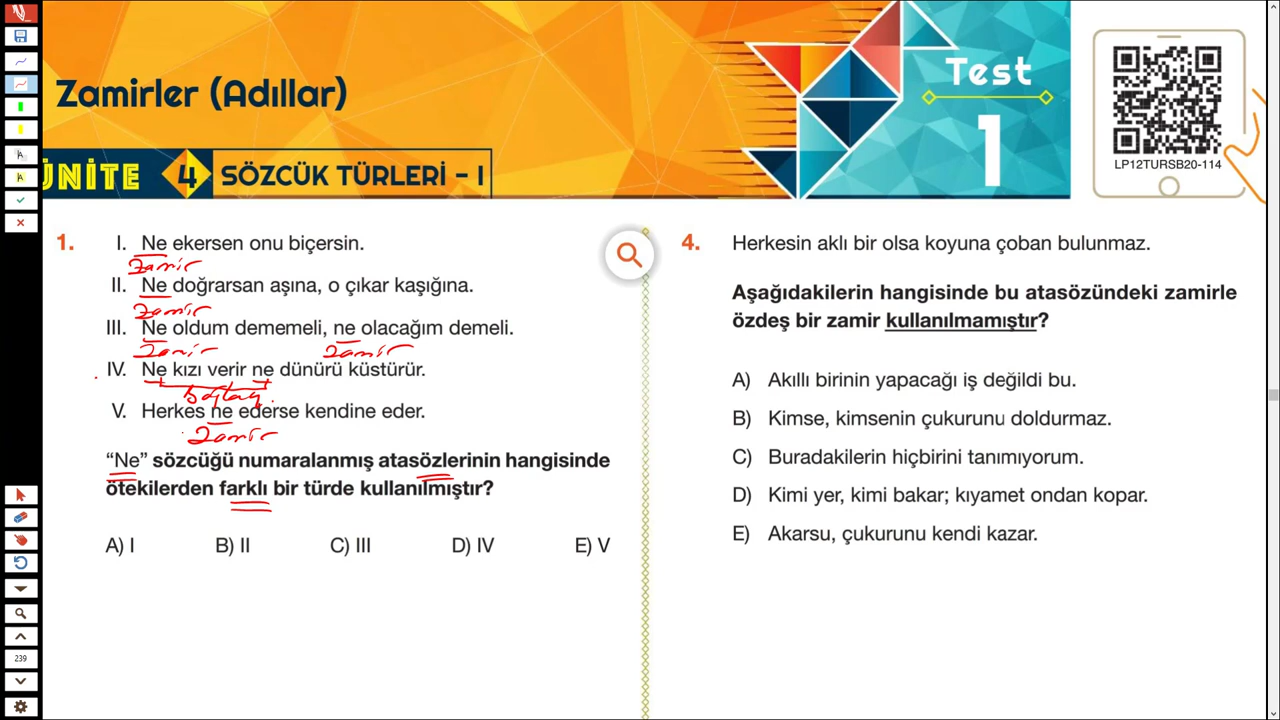 Zamirler (Adıllar)
Test
1
ÜNİTE 4 SÖZCÜK TÜRLERİ - I
LP12TURSB20-114
1.
I. Ne ekersen onu biçersin.
Zamir
II. Ne doğrarsan aşına, o çıkar kaşığına.
Zamir
III. Ne oldum dememeli, ne olacağım demeli.
Zamir Zamir
IV. Ne kızı verir ne dünürü küstürür.
Bağlaç
V. Herkes ne ederse kendine eder.
Zamir
“Ne” sözcüğü numaralanmış atasözlerinin hangisinde
ötekilerden farklı bir türde kullanılmıştır?
A) I B) II C) III D) IV E) V
4. Herkesin aklı bir olsa koyuna çoban bulunmaz.
Aşağıdakilerin hangisinde bu atasözündeki zamirle
özdeş bir zamir kullanılmamıştır?
A) Akıllı birinin yapacağı iş değildi bu.
B) Kimse, kimsenin çukurunu doldurmaz.
C) Buradakilerin hiçbirini tanımıyorum.
D) Kimi yer, kimi bakar; kıyamet ondan kopar.
E) Akarsu, çukurunu kendi kazar.
A
A
239